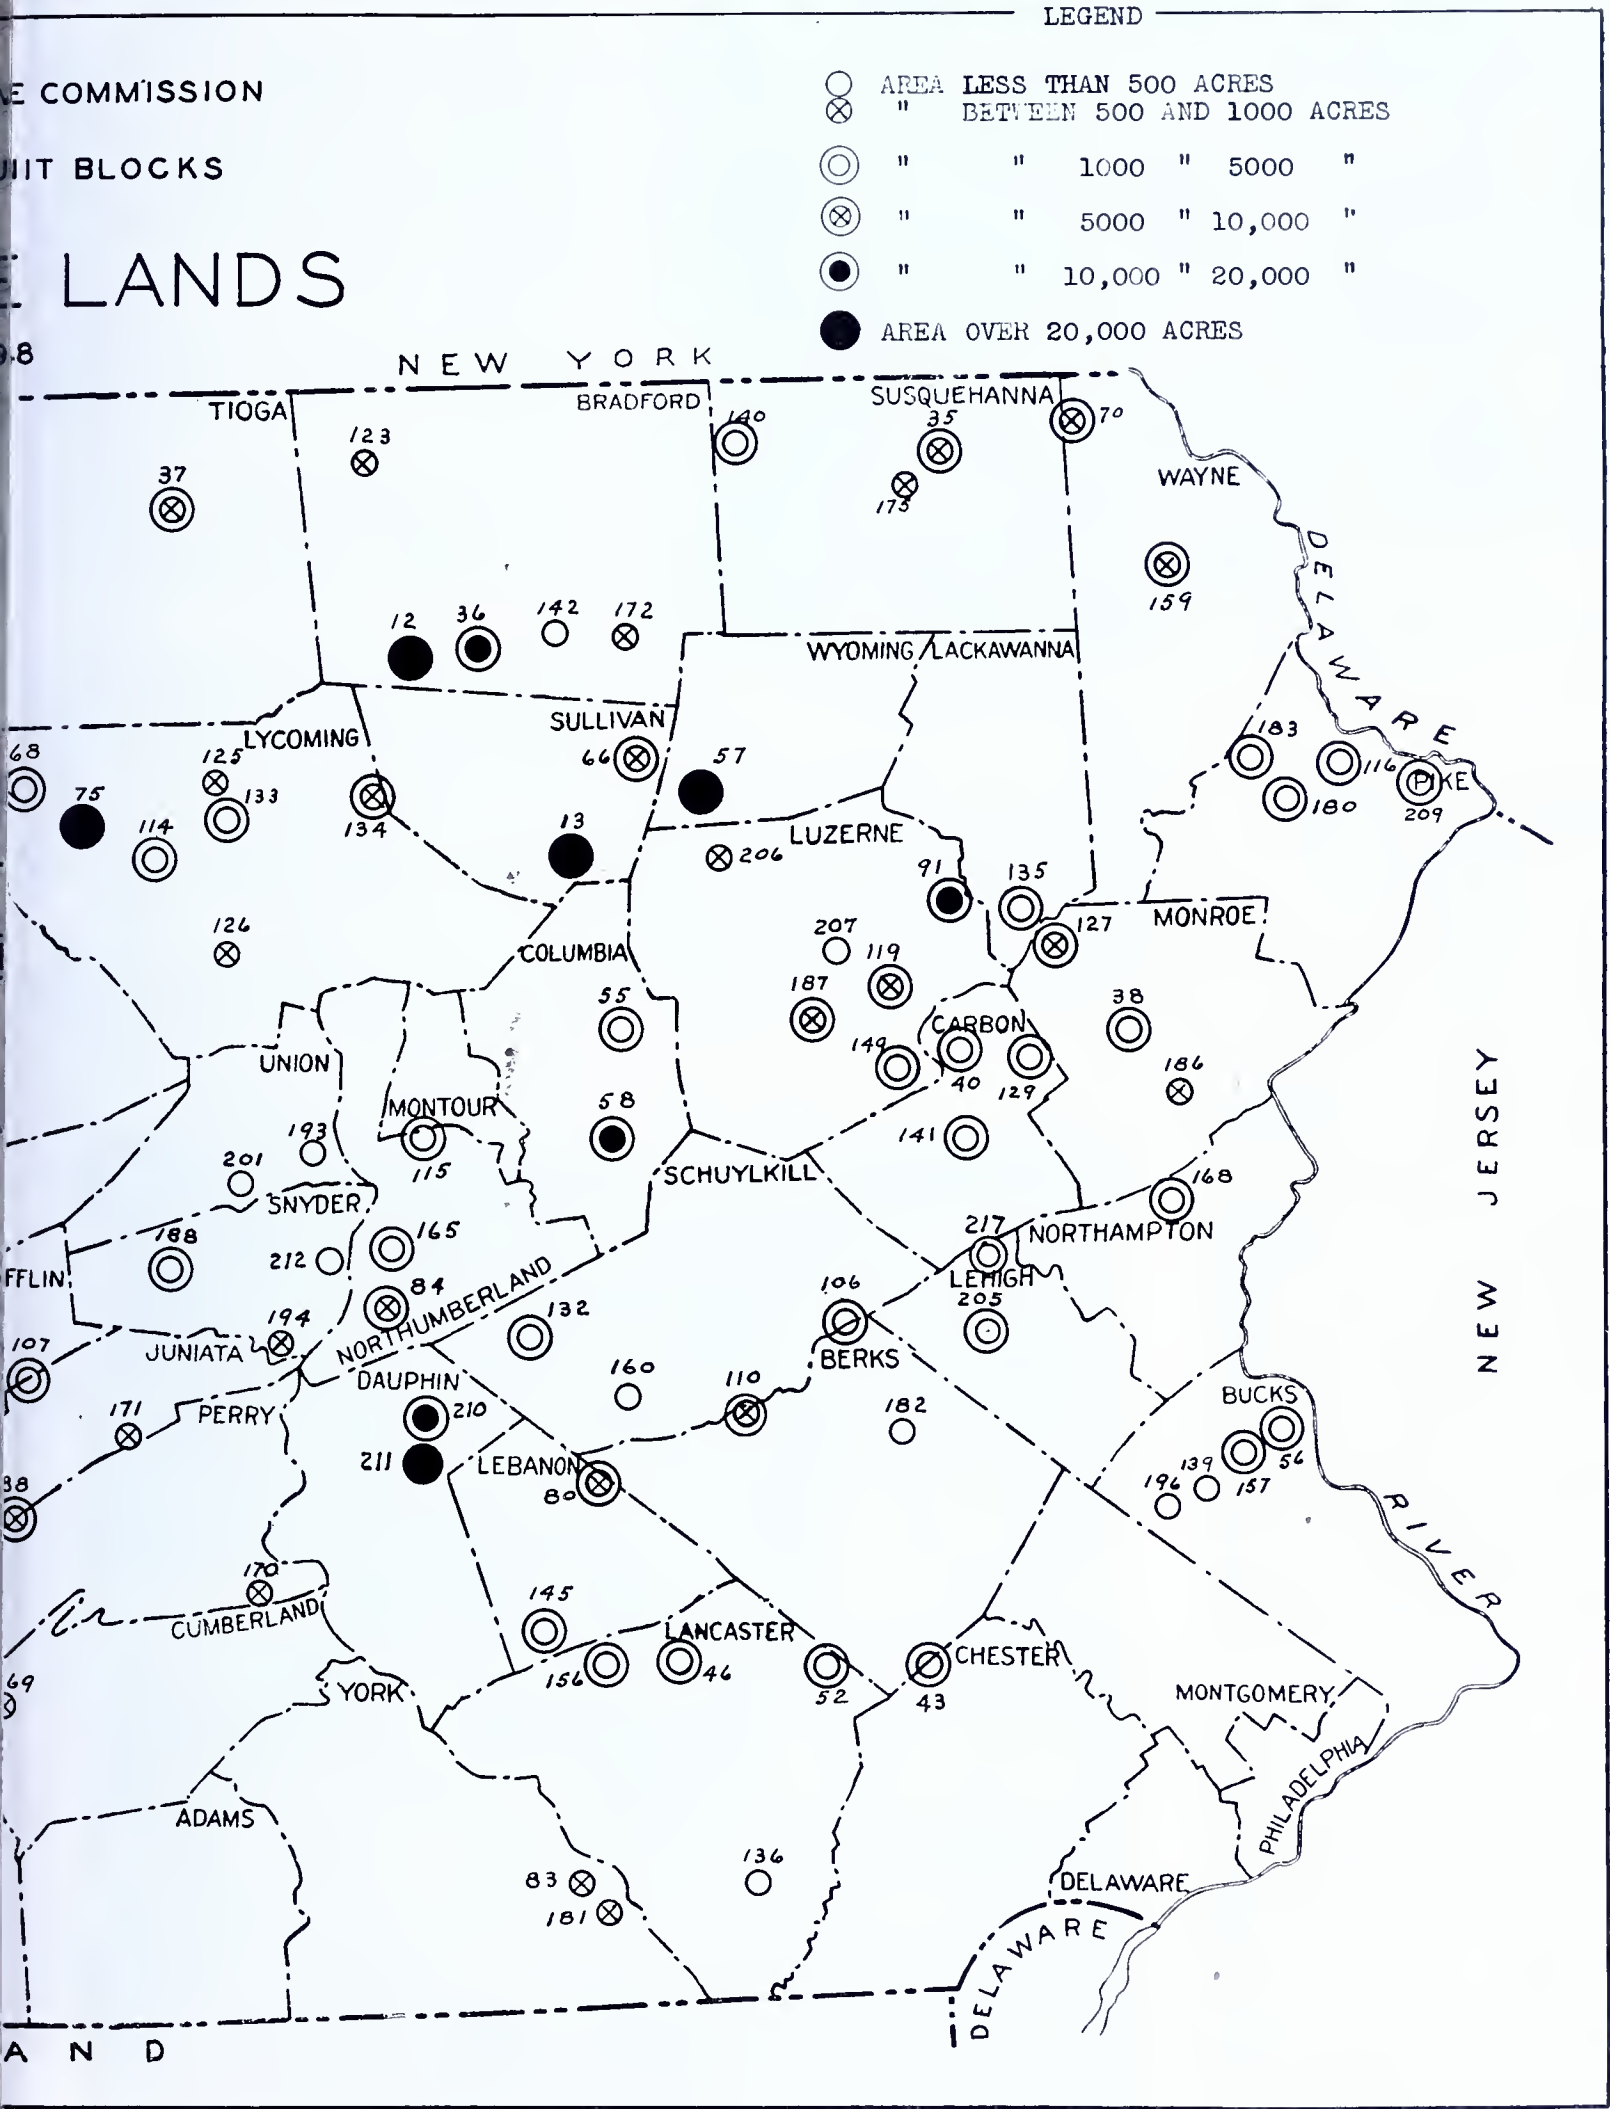 LEGEND
COMMISSION
AREA LESS THAN 500 ACRES
" BETWEEN 500 AND 1000 ACRES
BLOCKS
" " 1000 " 5000 "
" " 5000 " 10,000 "
LANDS
" " 10,000 " 20,000 "
AREA OVER 20,000 ACRES
NEW YORK
TIOGA
BRADFORD
SUSQUEHANNA
140
35
70
123
37
WAYNE
175
DELAWARE
159
12
36
142
172
WYOMING
LACKAWANNA
SULLIVAN
LYCOMING
183
68
125
66
57
116
PIKE
75
133
180
209
114
134
13
LUZERNE
206
91
135
126
207
127
MONROE
COLUMBIA
119
187
55
38
CARBON
149
UNION
40
129
186
NEW JERSEY
MONTOUR
58
193
141
201
115
SCHUYLKILL
168
SNYDER
188
165
217
NORTHAMPTON
212
FFLIN
84
LEHIGH
106
205
194
132
NORTHUMBERLAND
107
JUNIATA
BERKS
160
DAUPHIN
110
BUCKS
171
PERRY
210
182
211
LEBANON
139
56
80
196
157
RIVER
170
145
CUMBERLAND
LANCASTER
CHESTER
69
156
46
YORK
52
43
MONTGOMERY
PHILADELPHIA
ADAMS
136
83
DELAWARE
181
DELAWARE
A N D